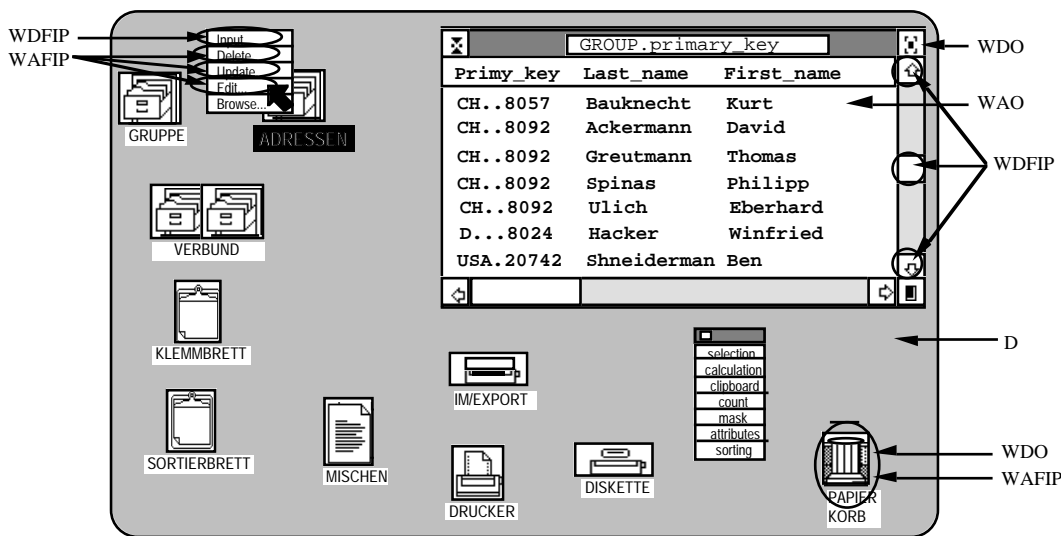 WDFIP
WAFIP
Input...
Delete...
Update...
Edit...
Browse...
GRUPPE
ADRESSEN
VERBUND
KLEMMBRETT
SORTIERBRETT
MISCHEN
GROUP.primary_key
Primy_key Last_name First_name
CH..8057 Bauknecht Kurt
CH..8092 Ackermann David
CH..8092 Greutmann Thomas
CH..8092 Spinas Philipp
CH..8092 Ulich Eberhard
D...8024 Hacker Winfried
USA.20742 Shneiderman Ben
WDO
WAO
WDFIP
D
IM/EXPORT
DRUCKER
DISKETTE
selection
calculation
clipboard
count
mask
attributes
sorting
PAPIER
KORB
WDO
WAFIP